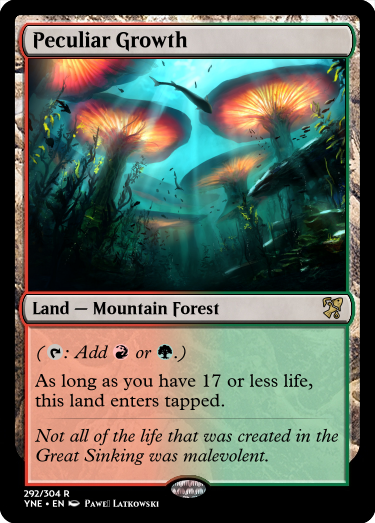 Peculiar Growth
Land — Mountain Forest
( : Add or .)
As long as you have 17 or less life,
this land enters tapped.
Not all of the life that was created in the
Great Sinking was malevolent.
292/304 R
YNE • EN Paweł Latkowski